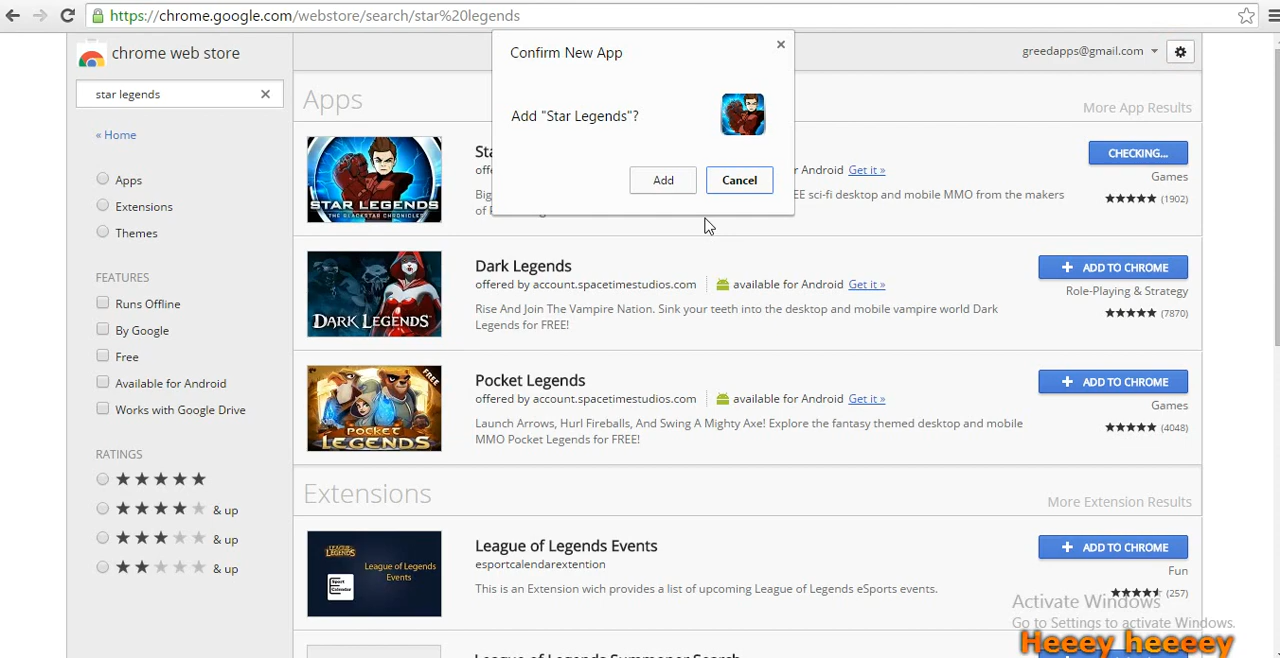 https://chrome.google.com/webstore/search/star%20legends
chrome web store
star legends
« Home
Apps
Extensions
Themes
FEATURES
Runs Offline
By Google
Free
Available for Android
Works with Google Drive
RATINGS
& up
& up
& up
greedapps@gmail.com
Confirm New App
Add "Star Legends"?
Add
Cancel
Apps
More App Results
STAR LEGENDS
THE BLACKSTAR CHRONICLES
r Android Get it »
EE sci-fi desktop and mobile MMO from the makers
CHECKING...
Games
(1902)
DARK LEGENDS
Dark Legends
offered by account.spacetimestudios.com available for Android Get it »
Rise And Join The Vampire Nation. Sink your teeth into the desktop and mobile vampire world Dark
Legends for FREE!
ADD TO CHROME
Role-Playing & Strategy
(7870)
FREE
POCKET
LEGENDS
Pocket Legends
offered by account.spacetimestudios.com available for Android Get it »
Launch Arrows, Hurl Fireballs, And Swing A Mighty Axe! Explore the fantasy themed desktop and mobile
MMO Pocket Legends for FREE!
ADD TO CHROME
Games
(4048)
Extensions
More Extension Results
League of Legends
Events
League of Legends Events
esportcalendarextention
This is an Extension wich provides a list of upcoming League of Legends eSports events.
ADD TO CHROME
Fun
(257)
Activate Windows
Go to Settings to activate Windows.
Heeey heeeey